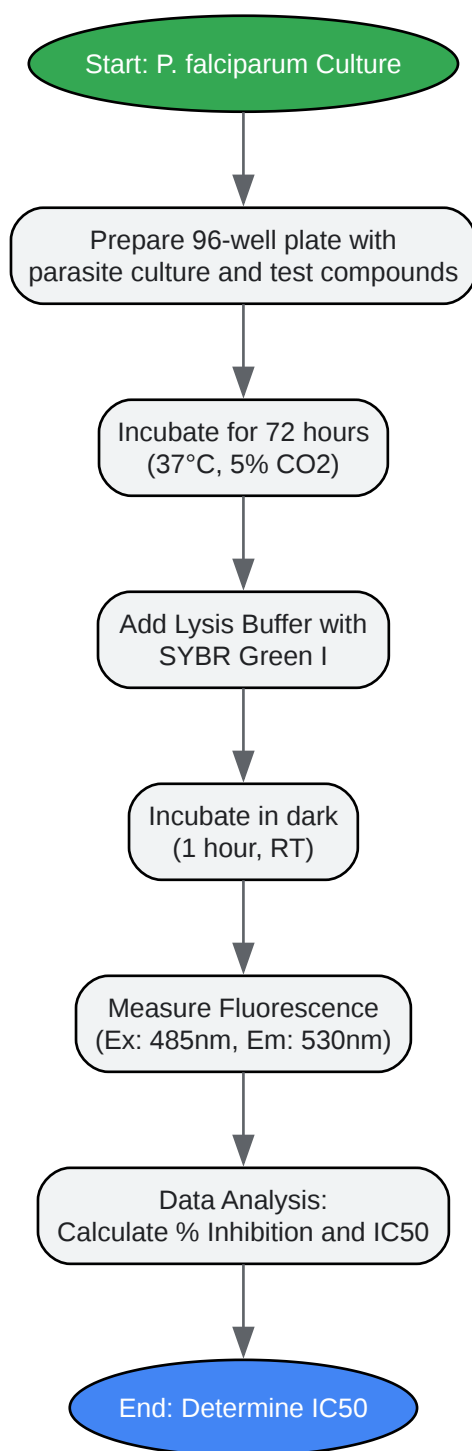 Start: P. falciparum Culture
Prepare 96-well plate with
parasite culture and test compounds
Incubate for 72 hours
(37°C, 5% CO2)
Add Lysis Buffer with
SYBR Green I
Incubate in dark
(1 hour, RT)
Measure Fluorescence
(Ex: 485nm, Em: 530nm)
Data Analysis:
Calculate % Inhibition and IC50
End: Determine IC50